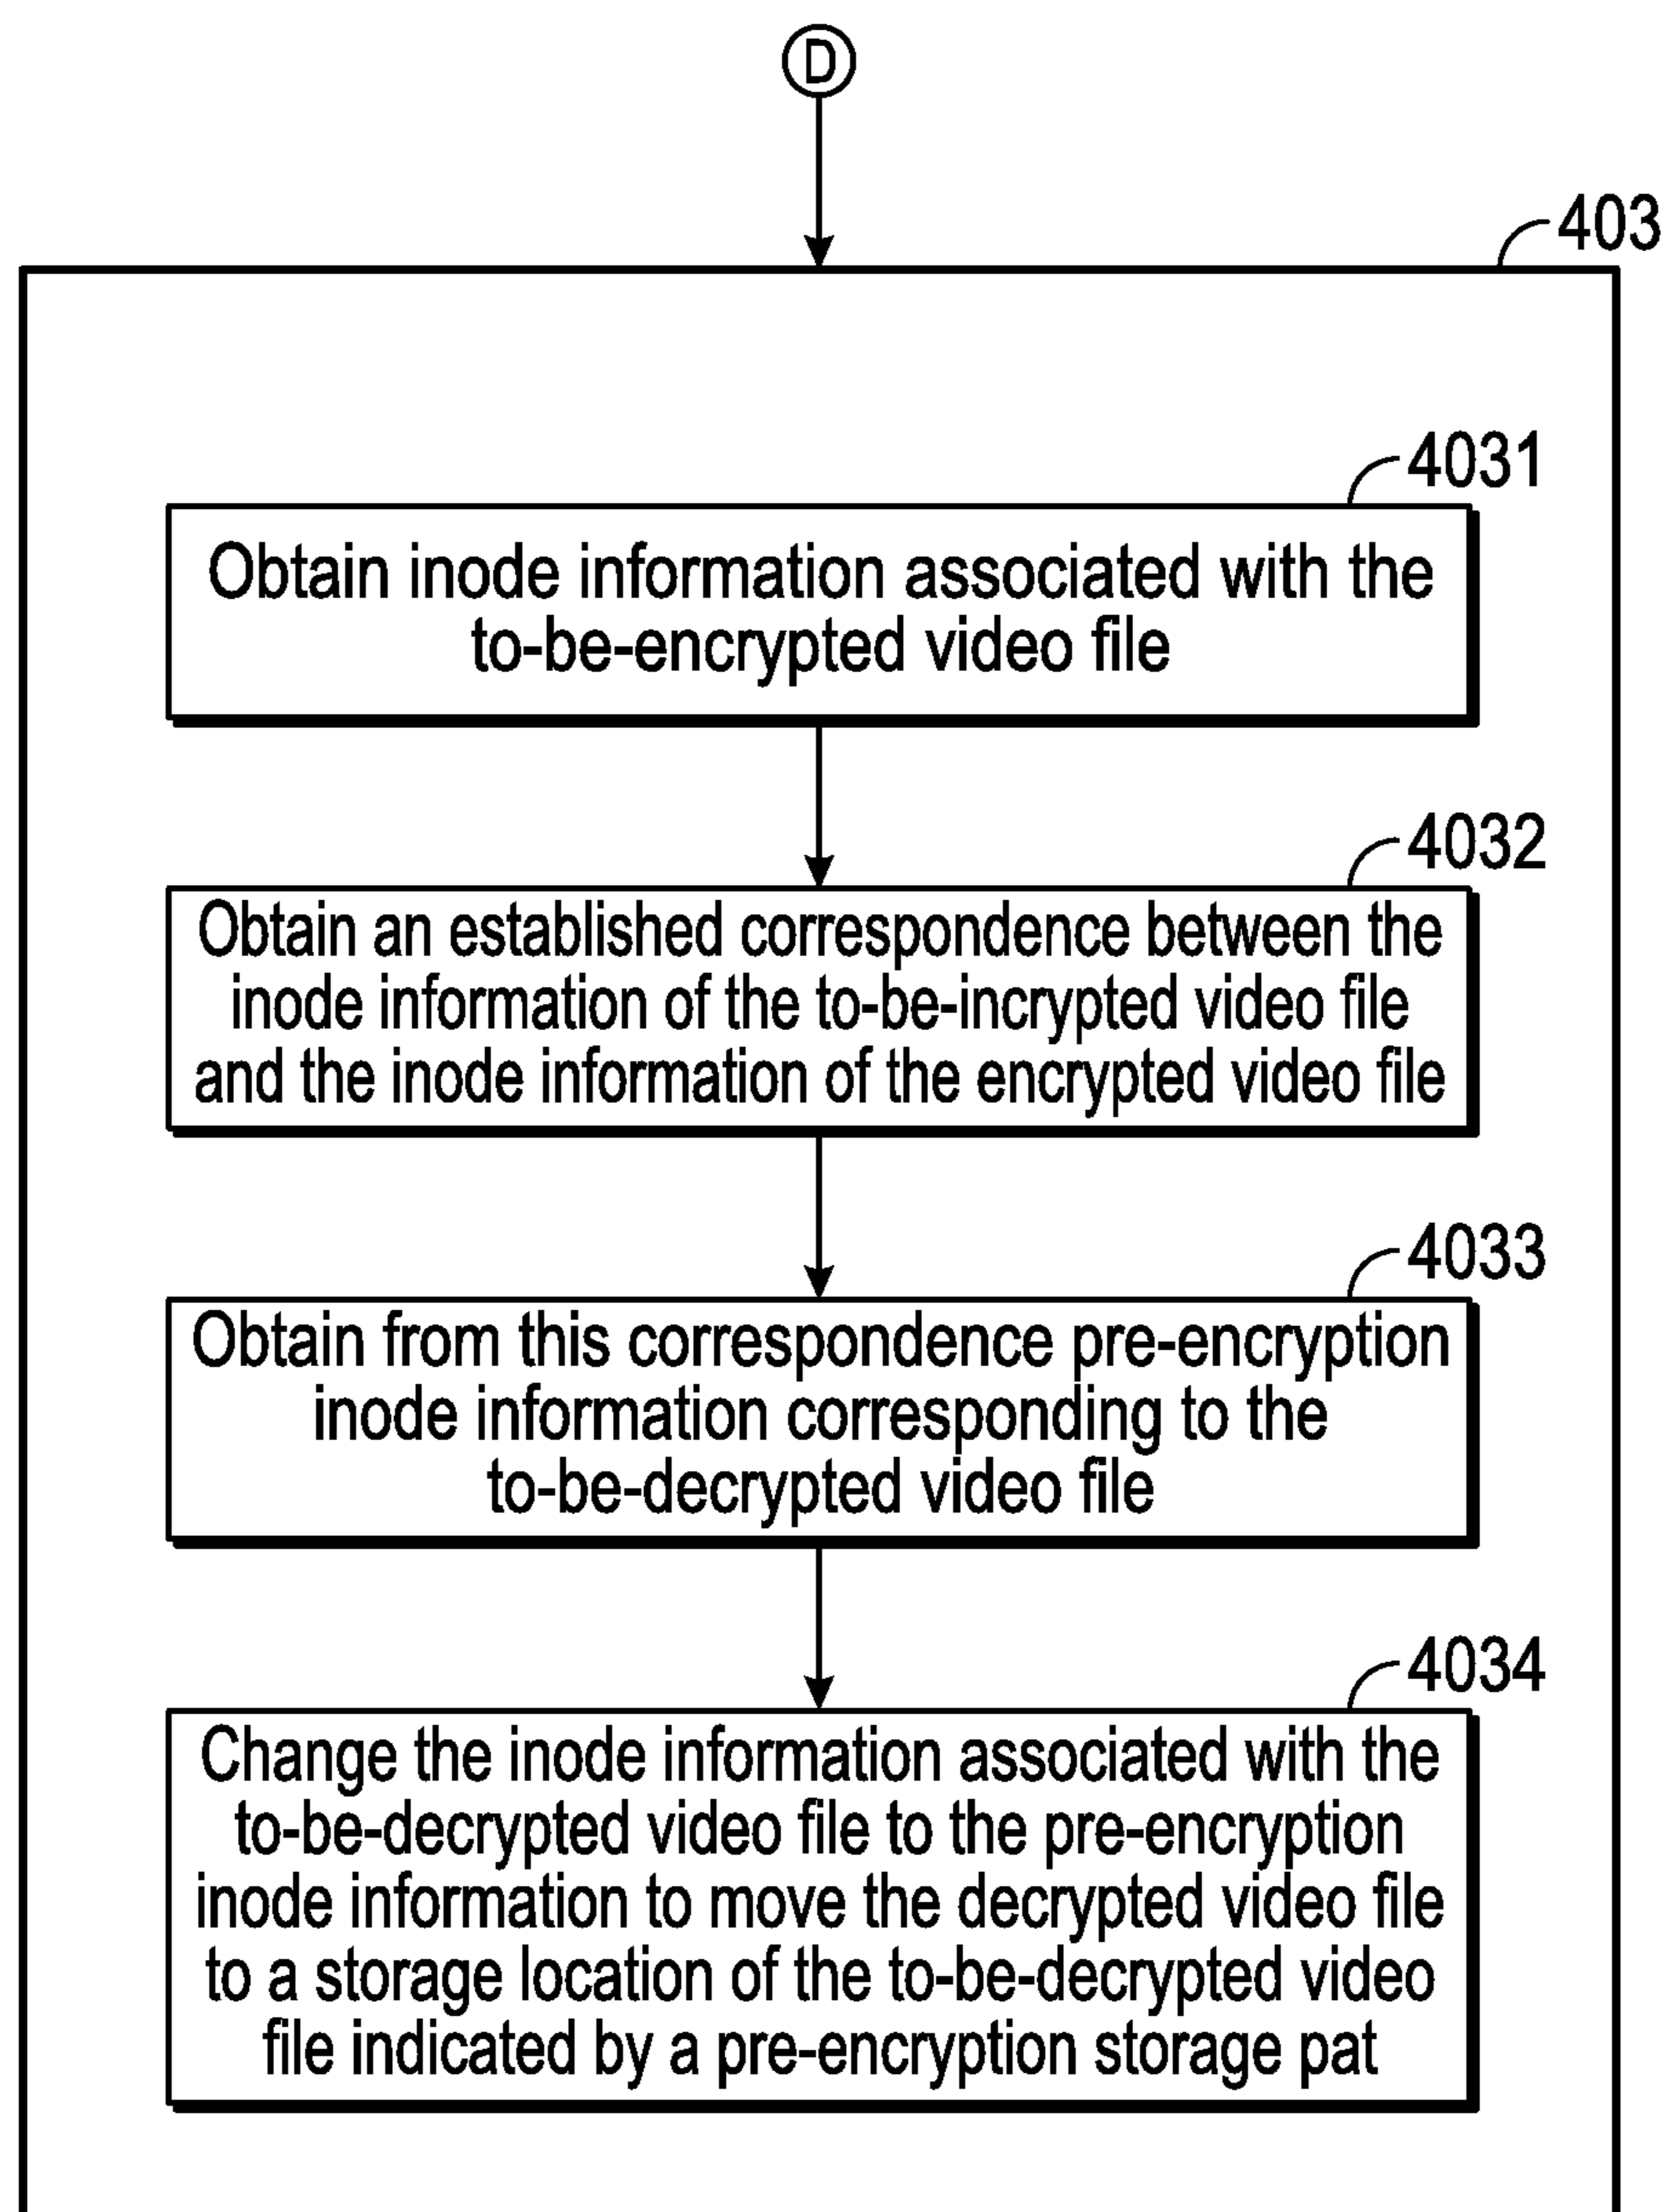 D
403
4031
Obtain inode information associated with the
to-be-encrypted video file
4032
Obtain an established correspondence between the
inode information of the to-be-incrypted video file
and the inode information of the encrypted video file
4033
Obtain from this correspondence pre-encryption
inode information corresponding to the
to-be-decrypted video file
4034
Change the inode information associated with the
to-be-decrypted video file to the pre-encryption
inode information to move the decrypted video file
to a storage location of the to-be-decrypted video
file indicated by a pre-encryption storage pat